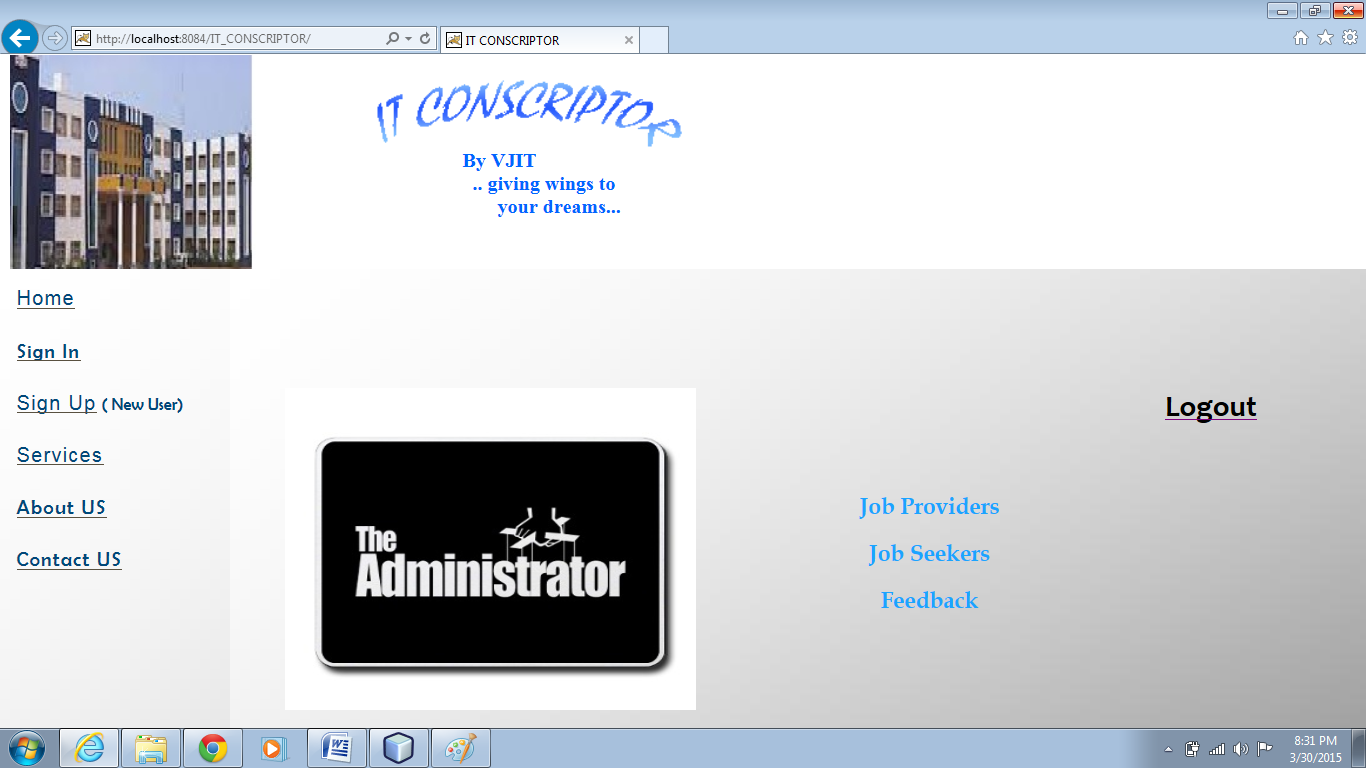 http://localhost:8084/IT_CONSCRIPTOR/
IT CONSCRIPTOR
IT CONSCRIPTOR
By VJIT
.. giving wings to
your dreams...
Home
Sign In
Sign Up ( New User)
Services
About US
Contact US
The
Administrator
Logout
Job Providers
Job Seekers
Feedback
8:31 PM
3/30/2015